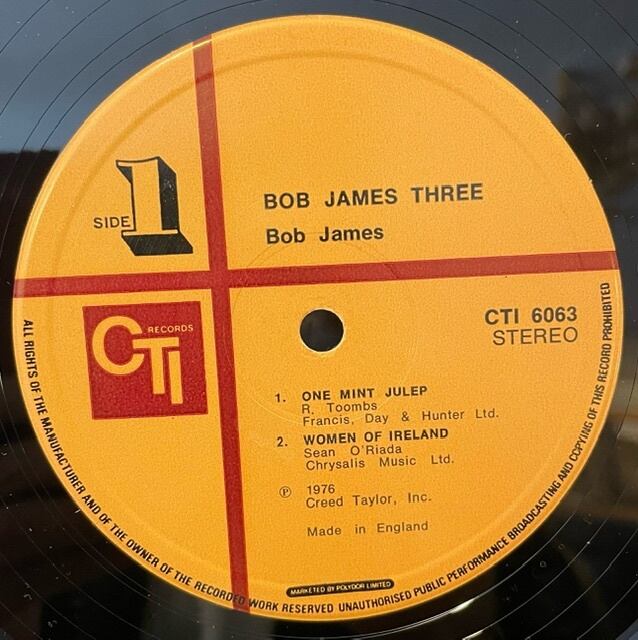 SIDE 1
BOB JAMES THREE
Bob James
CTI RECORDS
CTI 6063
STEREO
1. ONE MINT JULEP
R. Toombs
Francis, Day & Hunter Ltd.
2. WOMEN OF IRELAND
Sean O'Riada
Chrysalis Music Ltd.
℗ 1976
Creed Taylor, Inc.
Made in England
MARKETED BY POLYDOR LIMITED
ALL RIGHTS OF THE MANUFACTURER AND OF THE OWNER OF THE RECORDED WORK RESERVED UNAUTHORISED PUBLIC PERFORMANCE BROADCASTING AND COPYING OF THIS RECORD PROHIBITED